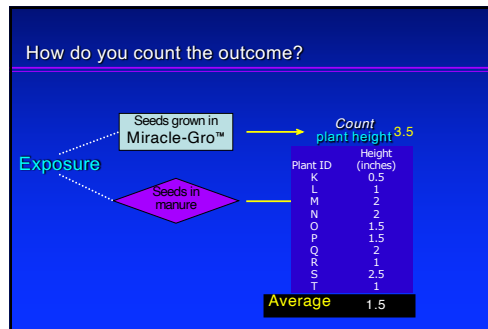 How do you count the outcome?
Seeds grown in
Miracle-Gro™
Count
plant height 3.5
Exposure
Seeds in
manure
Plant ID Height (inches)
K 0.5
L 1
M 2
N 2
O 1.5
P 1.5
Q 2
R 1
S 2.5
T 1
Average 1.5